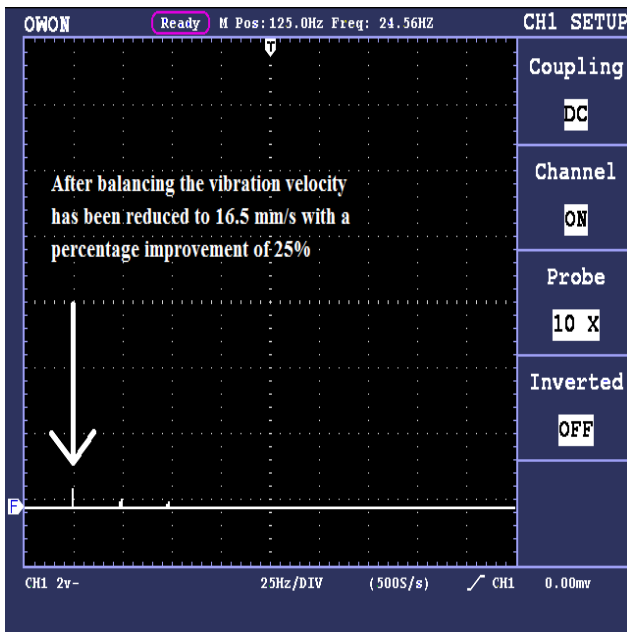 OWON Ready M Pos:125.0Hz Freq: 24.56HZ CH1 SETUP
T
Coupling
DC
Channel
ON
Probe
10 X
Inverted
OFF
After balancing the vibration velocity
has been reduced to 16.5 mm/s with a
percentage improvement of 25%
F
CH1 2v- 25Hz/DIV (500S/s) CH1 0.00mv